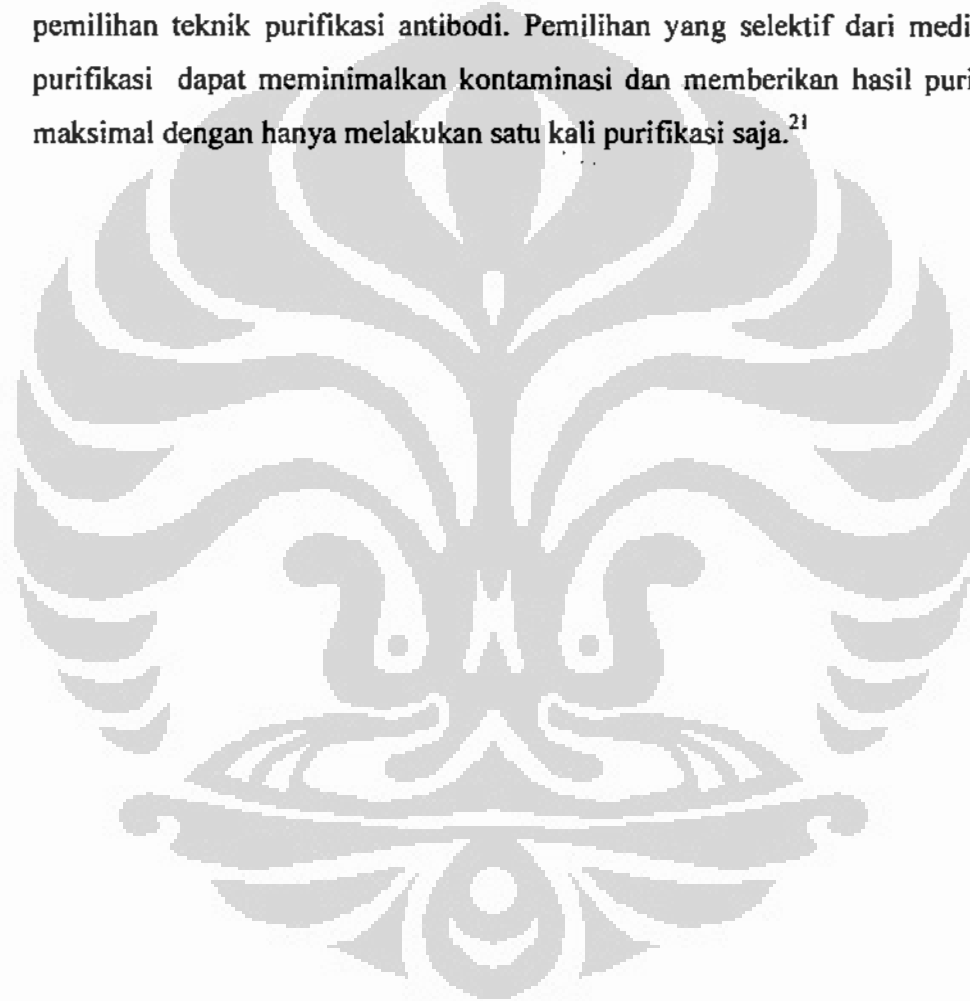 pemilihan teknik purifikasi antibodi. Pemilihan yang selektif dari medi
purifikasi dapat meminimalkan kontaminasi dan memberikan hasil puri
maksimal dengan hanya melakukan satu kali purifikasi saja.21